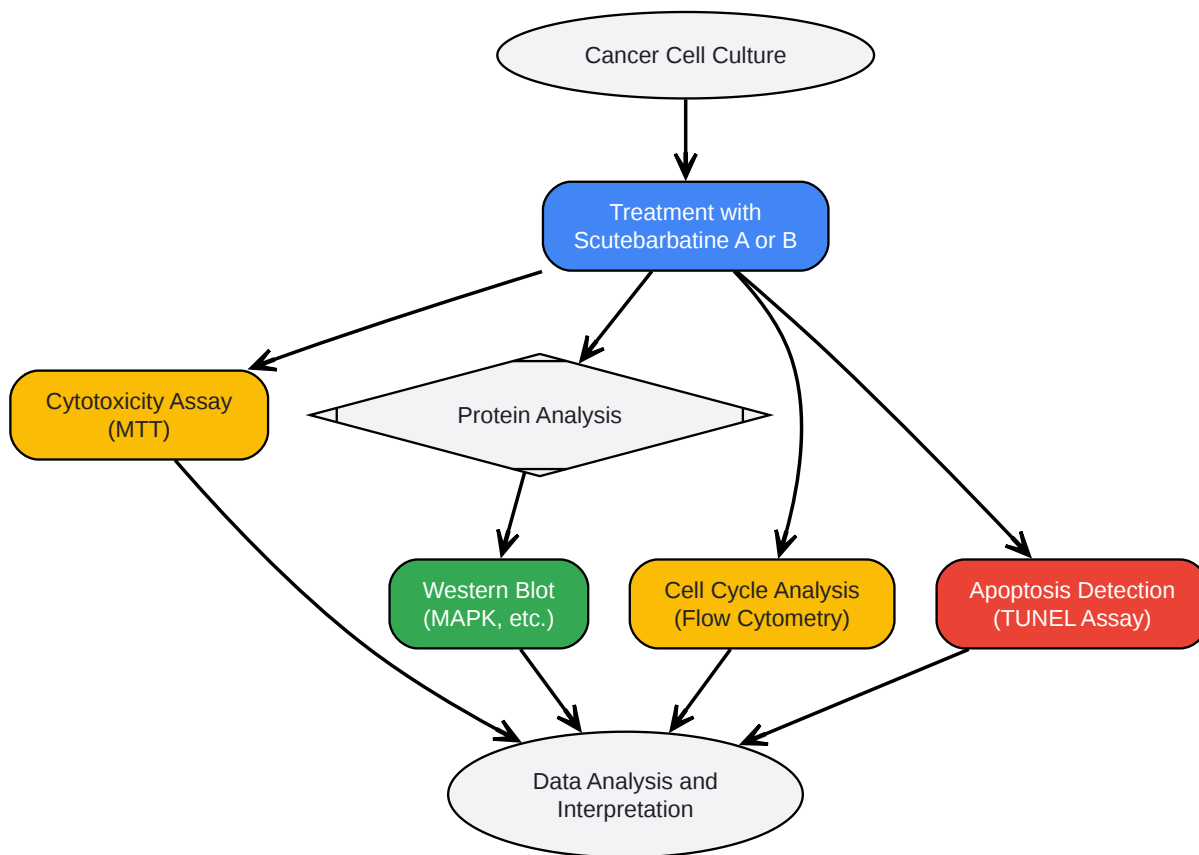 Cancer Cell Culture
Treatment with
Scutebarbatine A or B
Cytotoxicity Assay
(MTT)
Protein Analysis
Western Blot
(MAPK, etc.)
Cell Cycle Analysis
(Flow Cytometry)
Apoptosis Detection
(TUNEL Assay)
Data Analysis and
Interpretation